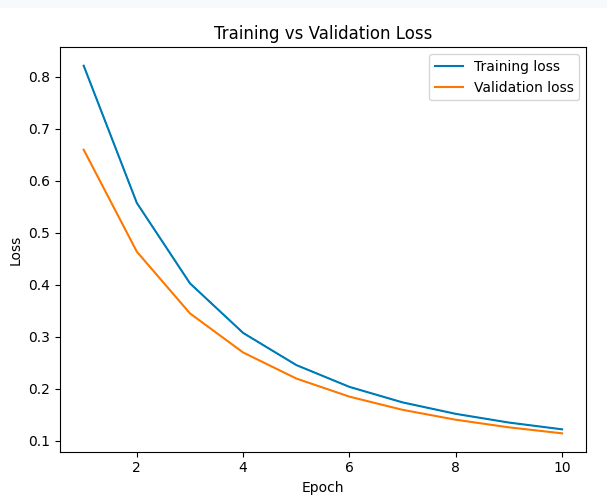 Training vs Validation Loss
Training loss
Validation loss
0.8
0.7
0.6
0.5
0.4
0.3
0.2
0.1
Loss
2 4 6 8 10
Epoch